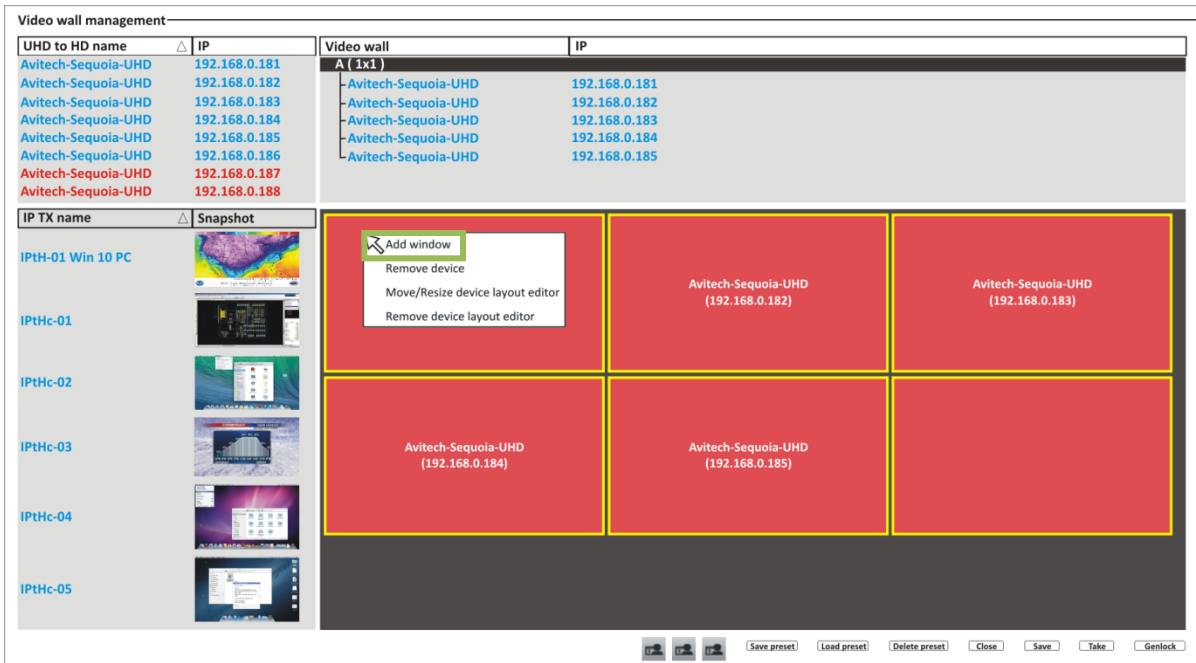 Video wall management
UHD to HD name IP
Avitech-Sequoia-UHD 192.168.0.181
Avitech-Sequoia-UHD 192.168.0.182
Avitech-Sequoia-UHD 192.168.0.183
Avitech-Sequoia-UHD 192.168.0.184
Avitech-Sequoia-UHD 192.168.0.185
Avitech-Sequoia-UHD 192.168.0.186
Avitech-Sequoia-UHD 192.168.0.187
Avitech-Sequoia-UHD 192.168.0.188
Video wall IP
A ( 1x1 )
Avitech-Sequoia-UHD 192.168.0.181
Avitech-Sequoia-UHD 192.168.0.182
Avitech-Sequoia-UHD 192.168.0.183
Avitech-Sequoia-UHD 192.168.0.184
Avitech-Sequoia-UHD 192.168.0.185
IP TX name Snapshot
IPtH-01 Win 10 PC
IPtHc-01
IPtHc-02
IPtHc-03
IPtHc-04
IPtHc-05
Add window
Remove device
Move/Resize device layout editor
Remove device layout editor
Avitech-Sequoia-UHD
(192.168.0.182)
Avitech-Sequoia-UHD
(192.168.0.183)
Avitech-Sequoia-UHD
(192.168.0.184)
Avitech-Sequoia-UHD
(192.168.0.185)
Save preset Load preset Delete preset Close Save Take Genlock